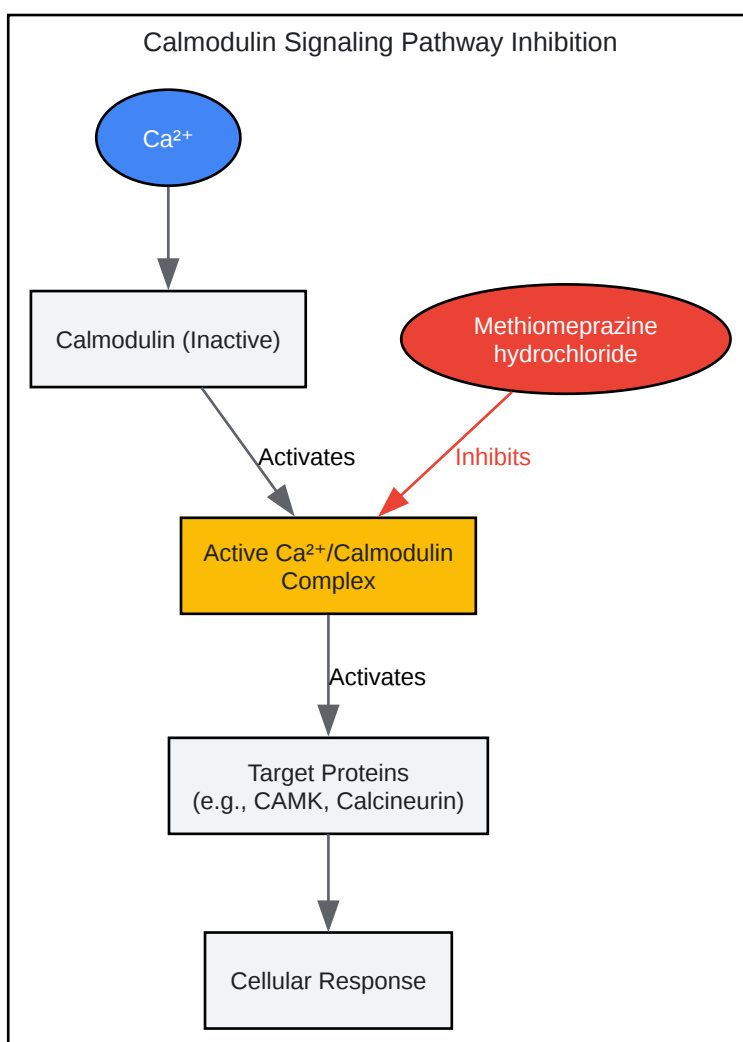 Calmodulin Signaling Pathway Inhibition
Ca²⁺
Calmodulin (Inactive)
Methiomeprazine
hydrochloride
Activates
Inhibits
Active Ca²⁺/Calmodulin
Complex
Activates
Target Proteins
(e.g., CAMK, Calcineurin)
Cellular Response